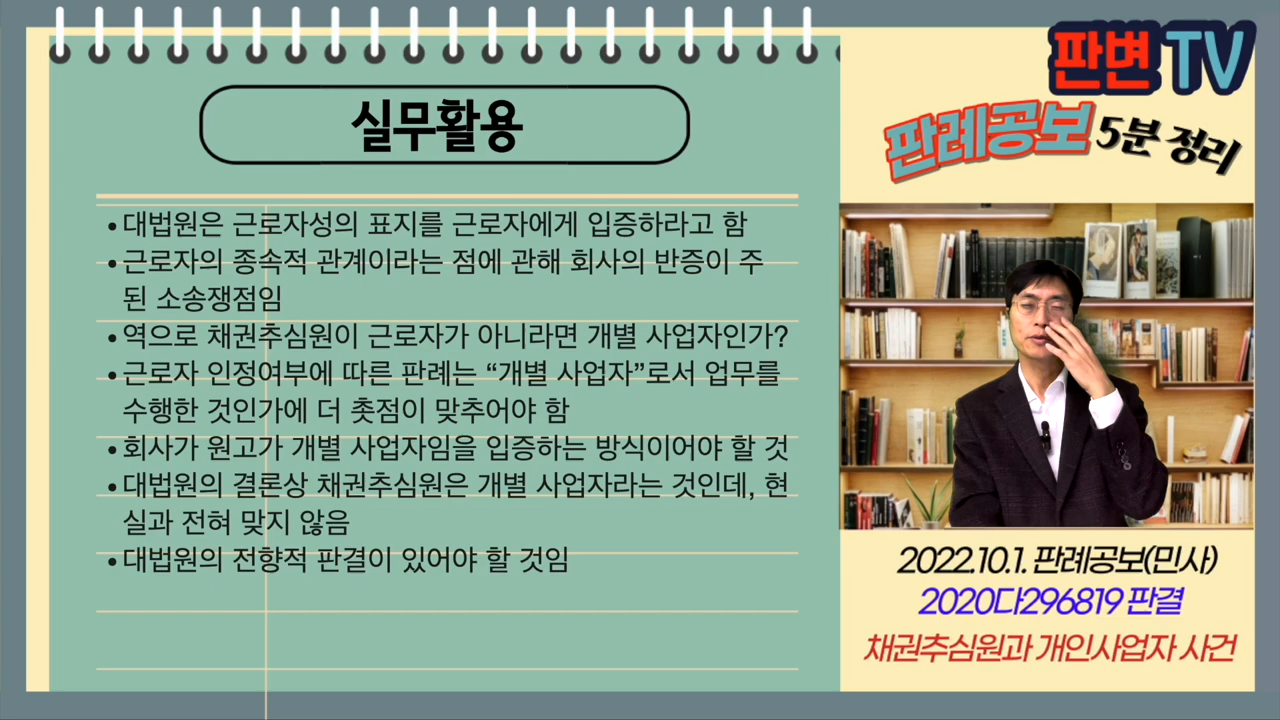 실무활용
•대법원은 근로자성의 표지를 근로자에게 입증하라고 함
•근로자의 종속적 관계이라는 점에 관해 회사의 반증이 주
된 소송쟁점임
•역으로 채권추심원이 근로자가 아니라면 개별 사업자인가?
•근로자 인정여부에 따른 판례는 “개별 사업자”로서 업무를
수행한 것인가에 더 촛점이 맞추어야 함
•회사가 원고가 개별 사업자임을 입증하는 방식이어야 할 것
•대법원의 결론상 채권추심원은 개별 사업자라는 것인데, 현
실과 전혀 맞지 않음
•대법원의 전향적 판결이 있어야 할 것임
판변 TV
판례공보 5분 정리
2022.10.1. 판례공보(민사)
2020다296819 판결
채권추심원과 개인사업자 사건